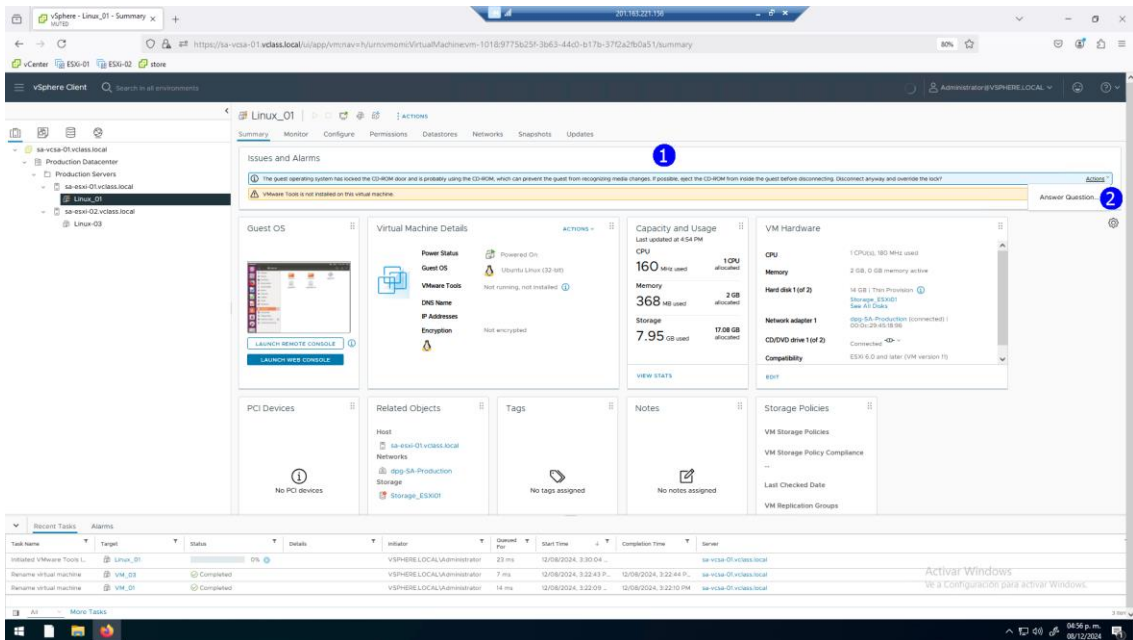 vSphere - Linux_01 - Summary
MUTED
201.163.221.156
https://sa-vcsa-01.vclass.local/ui/app/vm;nav=h/urn:vmomi:VirtualMachine:vm-1018:9775b25f-3b63-44c0-b17b-37f2a2fb0a51/summary
80%
vCenter ESXi-01 ESXi-02 store
vSphere Client Search in all environments Administrator@VSPHERE.LOCAL
Linux_01 ACTIONS
Summary Monitor Configure Permissions Datastores Networks Snapshots Updates
sa-vcsa-01.vclass.local
Production Datacenter
Production Servers
sa-esxi-01.vclass.local
Linux_01
sa-esxi-02.vclass.local
Linux-03
Issues and Alarms
1
The guest operating system has locked the CD-ROM door and is probably using the CD-ROM, which can prevent the guest from recognizing media changes. If possible, eject the CD-ROM from inside the guest before disconnecting. Disconnect anyway and override the lock?
Actions
VMware Tools is not installed on this virtual machine.
Answer Question...
2
Guest OS
LAUNCH REMOTE CONSOLE
LAUNCH WEB CONSOLE
Virtual Machine Details
ACTIONS
Power Status Powered On
Guest OS Ubuntu Linux (32-bit)
VMware Tools Not running, not installed
DNS Name
IP Addresses
Encryption Not encrypted
Capacity and Usage
Last updated at 4:54 PM
CPU
160 MHz used 1 CPU allocated
Memory
368 MB used 2 GB allocated
Storage
7.95 GB used 17.08 GB allocated
VIEW STATS
VM Hardware
CPU 1 CPU(s), 180 MHz used
Memory 2 GB, 0 GB memory active
Hard disk 1 (of 2) 14 GB | Thin Provision
Storage_ESXi01
See All Disks
Network adapter 1 dpg-SA-Production (connected) |
00:0c:29:45:18:96
CD/DVD drive 1 (of 2) Connected
Compatibility ESXi 6.0 and later (VM version 11)
EDIT
PCI Devices
No PCI devices
Related Objects
Host
sa-esxi-01.vclass.local
Networks
dpg-SA-Production
Storage
Storage_ESXi01
Tags
No tags assigned
Notes
No notes assigned
Storage Policies
VM Storage Policies
VM Storage Policy Compliance
--
Last Checked Date
VM Replication Groups
Recent Tasks Alarms
Task Name Target Status Details Initiator Queued For Start Time Completion Time Server
Initiated VMware Tools I... Linux_01 0% VSPHERE.LOCAL\Administrator 23 ms 12/08/2024, 3:30:04 ... sa-vcsa-01.vclass.local
Rename virtual machine VM_03 Completed VSPHERE.LOCAL\Administrator 7 ms 12/08/2024, 3:22:43 P... 12/08/2024, 3:22:44 P... sa-vcsa-01.vclass.local
Rename virtual machine VM_01 Completed VSPHERE.LOCAL\Administrator 14 ms 12/08/2024, 3:22:09 ... 12/08/2024, 3:22:10 PM sa-vcsa-01.vclass.local
Activar Windows
Ve a Configuración para activar Windows.
All More Tasks
04:56 p. m.
08/12/2024